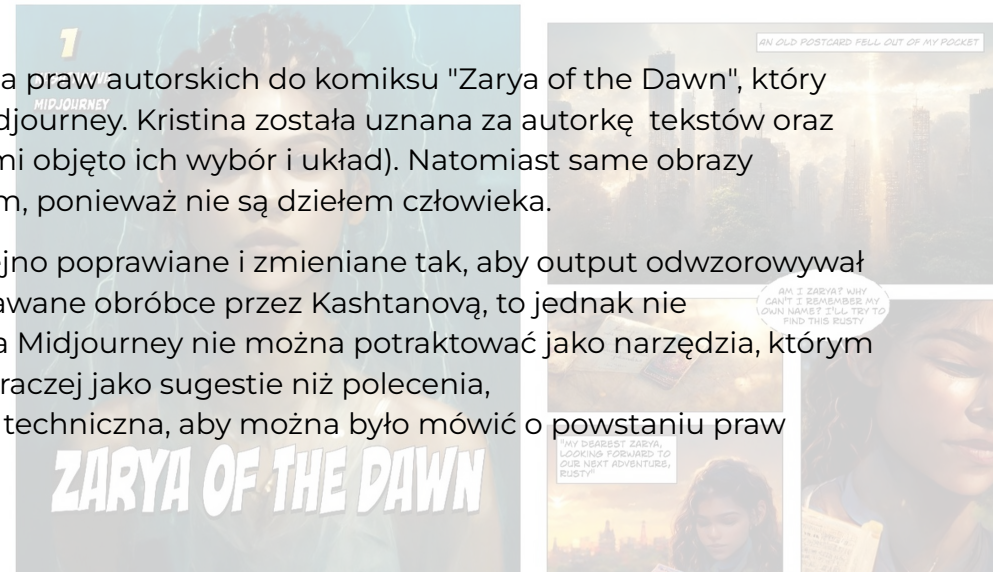 1
AN OLD POSTCARD FELL OUT OF MY POCKET
a praw autorskich do komiksu "Zarya of the Dawn", który
MIDJOURNEY
djourney. Kristina została uznana za autorkę tekstów oraz
mi objęto ich wybór i układ). Natomiast same obrazy
m, ponieważ nie są dziełem człowieka.
ejno poprawiane i zmieniane tak, aby output odwzorowywał
awane obróbce przez Kashtanovą, to jednak nie
a Midjourney nie można potraktować jako narzędzia, którym
raczej jako sugestie niż polecenia,
techniczna, aby można było mówić o powstaniu praw
AM I ZARYA? WHY
CAN'T I REMEMBER MY
OWN NAME? I'LL TRY TO
FIND THIS RUSTY
"MY DEAREST ZARYA,
LOOKING FORWARD TO
OUR NEXT ADVENTURE,
RUSTY"
ZARYA OF THE DAWN